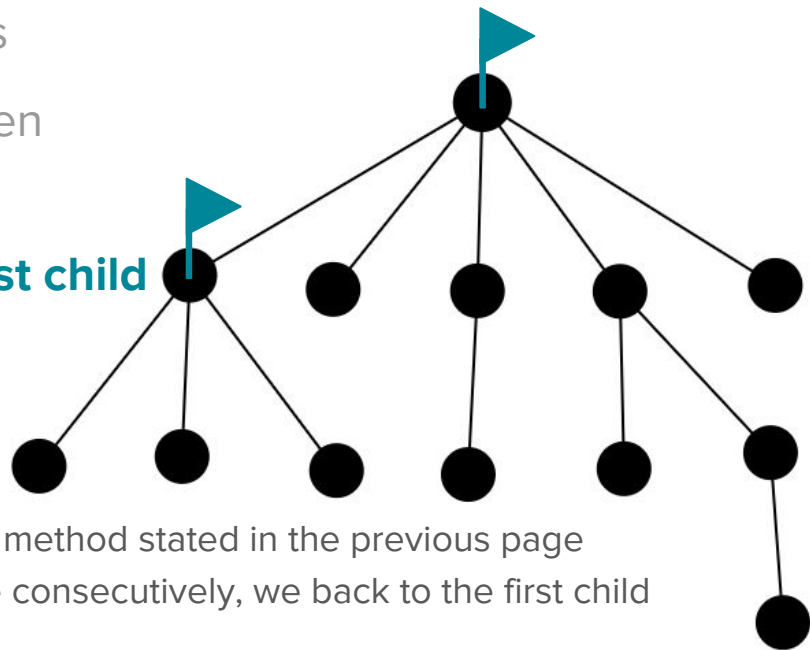 s
en
st child
method stated in the previous page
consecutively, we back to the first child